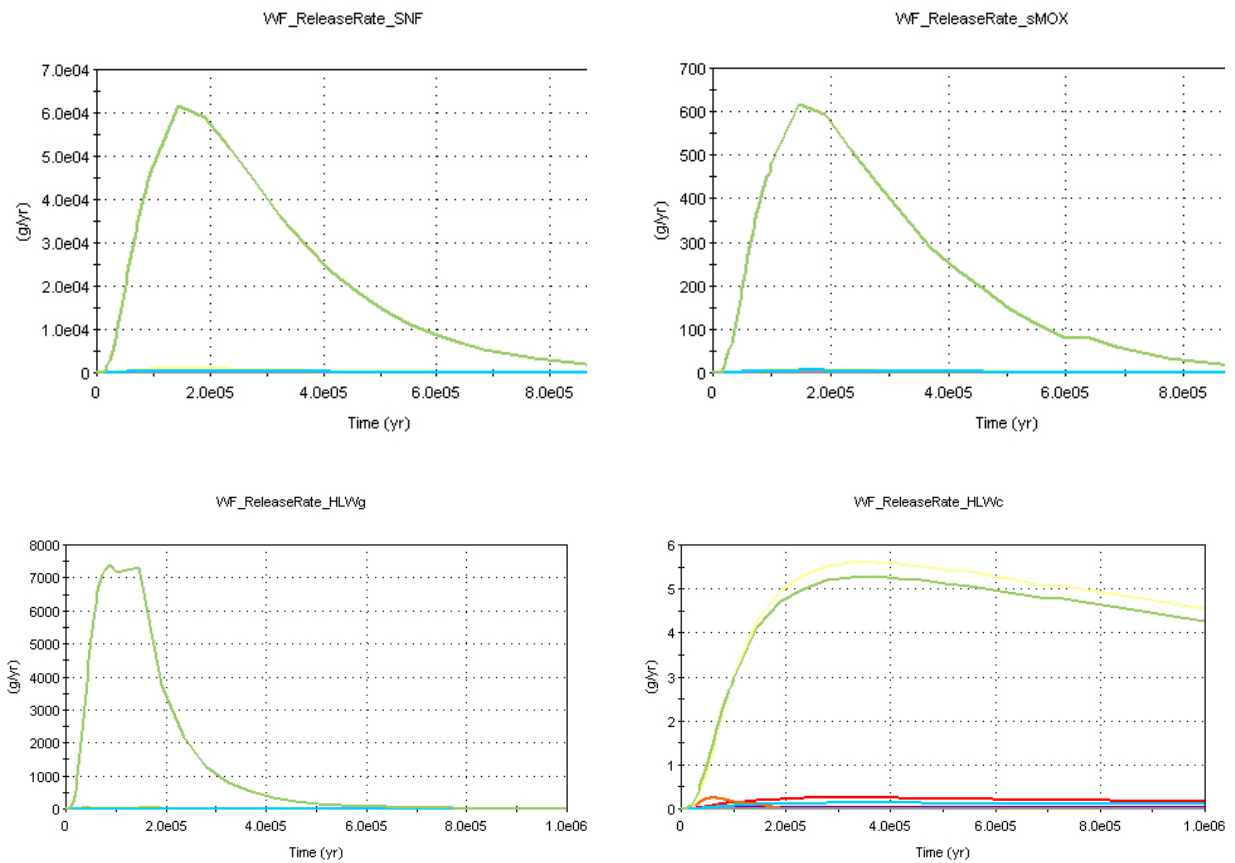 WF_ReleaseRate_SNF
7.0e04
6.0e04
5.0e04
4.0e04
3.0e04
2.0e04
1.0e04
0
(g/yr)
0 2.0e05 4.0e05 6.0e05 8.0e05
Time (yr)
WF_ReleaseRate_sMOX
700
600
500
400
300
200
100
0
(g/yr)
0 2.0e05 4.0e05 6.0e05 8.0e05
Time (yr)
WF_ReleaseRate_HLWg
8000
7000
6000
5000
4000
3000
2000
1000
0
(g/yr)
0 2.0e05 4.0e05 6.0e05 8.0e05 1.0e06
Time (yr)
WF_ReleaseRate_HLWc
6
5
4
3
2
1
0
(g/yr)
0 2.0e05 4.0e05 6.0e05 8.0e05 1.0e06
Time (yr)